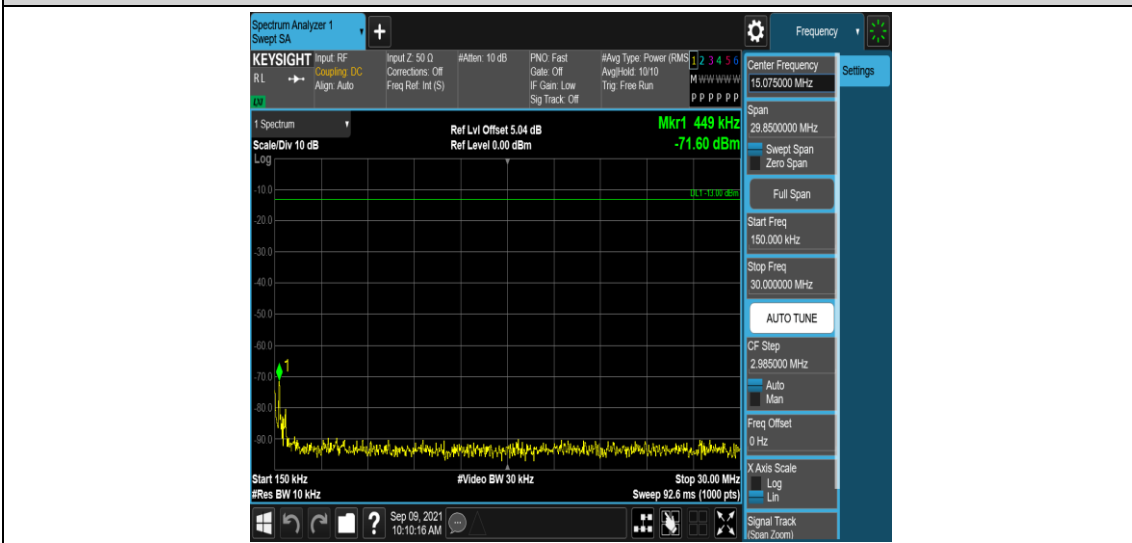 Spectrum Analyzer 1
Swept SA
+
Frequency
KEYSIGHT
RL
LXI
Input: RF
Coupling: DC
Align: Auto
Input Z: 50 Ω
Corrections: Off
Freq Ref: Int (S)
#Atten: 10 dB
PNO: Fast
Gate: Off
IF Gain: Low
Sig Track: Off
#Avg Type: Power (RMS
Avg|Hold: 10/10
Trig: Free Run
1 2 3 4 5 6
M W W W W W
P P P P P P
1 Spectrum
Scale/Div 10 dB
Ref Lvl Offset 5.04 dB
Ref Level 0.00 dBm
Mkr1 449 kHz
-71.60 dBm
Log
DL1 -13.00 dBm
-10.0
-20.0
-30.0
-40.0
-50.0
-60.0
-70.0
-80.0
-90.0
1
Start 150 kHz
#Res BW 10 kHz
#Video BW 30 kHz
Stop 30.00 MHz
Sweep 92.6 ms (1000 pts)
?
Sep 09, 2021
10:10:16 AM
Center Frequency
15.075000 MHz
Settings
Span
29.8500000 MHz
Swept Span
Zero Span
Full Span
Start Freq
150.000 kHz
Stop Freq
30.000000 MHz
AUTO TUNE
CF Step
2.985000 MHz
Auto
Man
Freq Offset
0 Hz
X Axis Scale
Log
Lin
Signal Track
(Span Zoom)